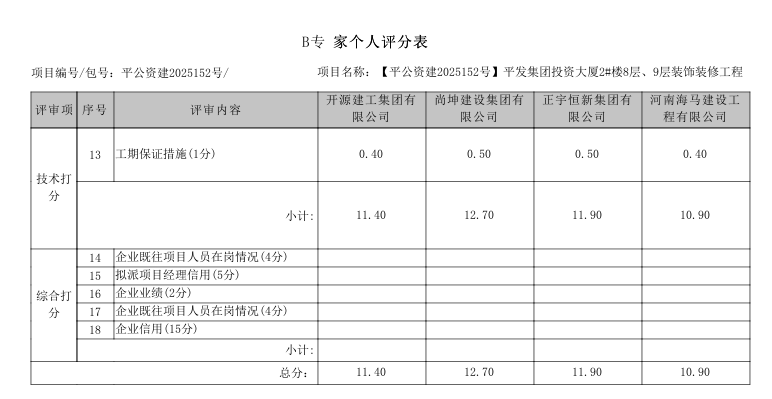 B专 家个人评分表
项目编号/包号：平公资建2025152号/ 项目名称：【平公资建2025152号】平发集团投资大厦2#楼8层、9层装饰装修工程
评审项 序号 评审内容 开源建工集团有限公司 尚坤建设集团有限公司 正宇恒新集团有限公司 河南海马建设工程有限公司
技术打分
13 工期保证措施(1分) 0.40 0.50 0.50 0.40
小计: 11.40 12.70 11.90 10.90
综合打分
14 企业既往项目人员在岗情况(4分)
15 拟派项目经理信用(5分)
16 企业业绩(2分)
17 企业既往项目人员在岗情况(4分)
18 企业信用(15分)
小计:
总分: 11.40 12.70 11.90 10.90